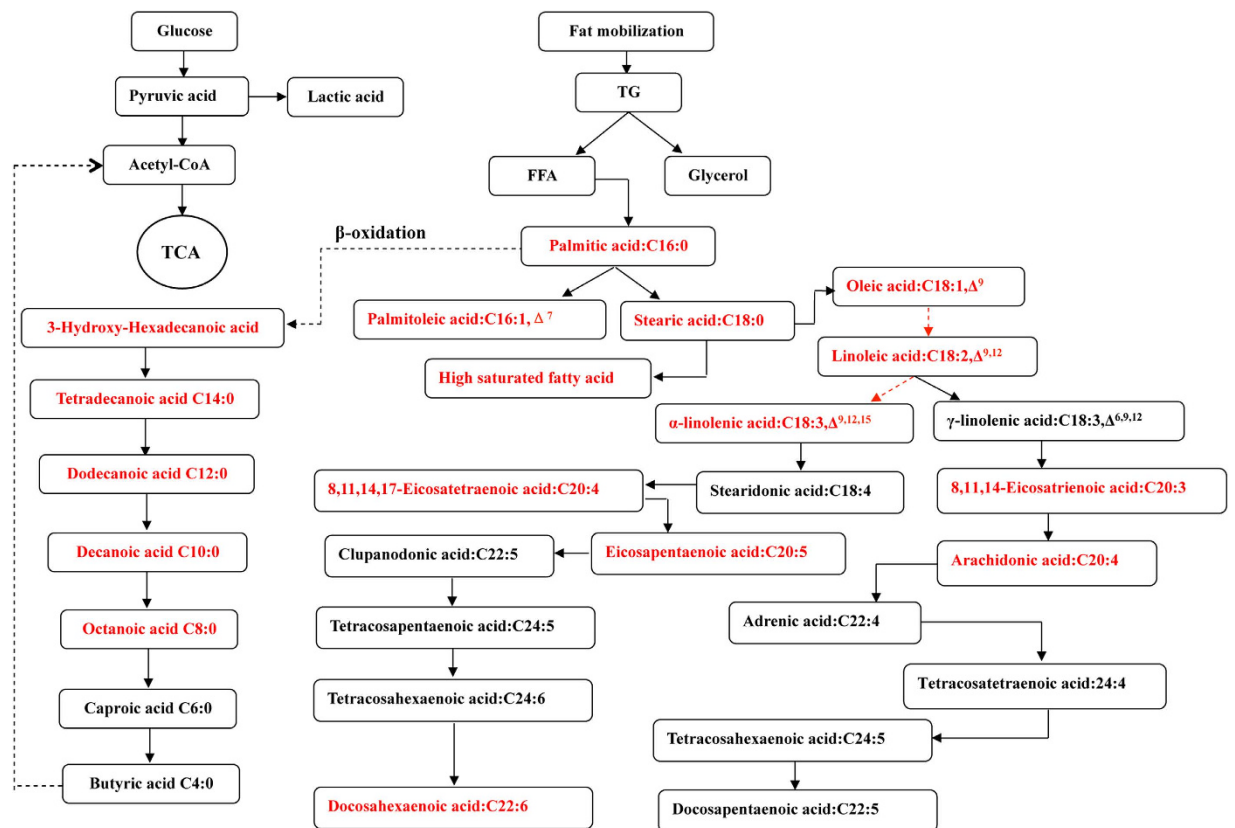 Glucose
Fat mobilization
Pyruvic acid
Lactic acid
TG
Acetyl-CoA
FFA
Glycerol
TCA
β-oxidation
Palmitic acid:C16:0
Oleic acid:C18:1,Δ⁹
3-Hydroxy-Hexadecanoic acid
Palmitoleic acid:C16:1, Δ ⁷
Stearic acid:C18:0
Linoleic acid:C18:2,Δ⁹,¹²
High saturated fatty acid
Tetradecanoic acid C14:0
α-linolenic acid:C18:3,Δ⁹,¹²,¹⁵
γ-linolenic acid:C18:3,Δ⁶,⁹,¹²
Dodecanoic acid C12:0
8,11,14,17-Eicosatetraenoic acid:C20:4
Stearidonic acid:C18:4
8,11,14-Eicosatrienoic acid:C20:3
Decanoic acid C10:0
Clupanodonic acid:C22:5
Eicosapentaenoic acid:C20:5
Arachidonic acid:C20:4
Octanoic acid C8:0
Tetracosapentaenoic acid:C24:5
Adrenic acid:C22:4
Caproic acid C6:0
Tetracosahexaenoic acid:C24:6
Tetracosatetraenoic acid:24:4
Tetracosahexaenoic acid:C24:5
Butyric acid C4:0
Docosahexaenoic acid:C22:6
Docosapentaenoic acid:C22:5